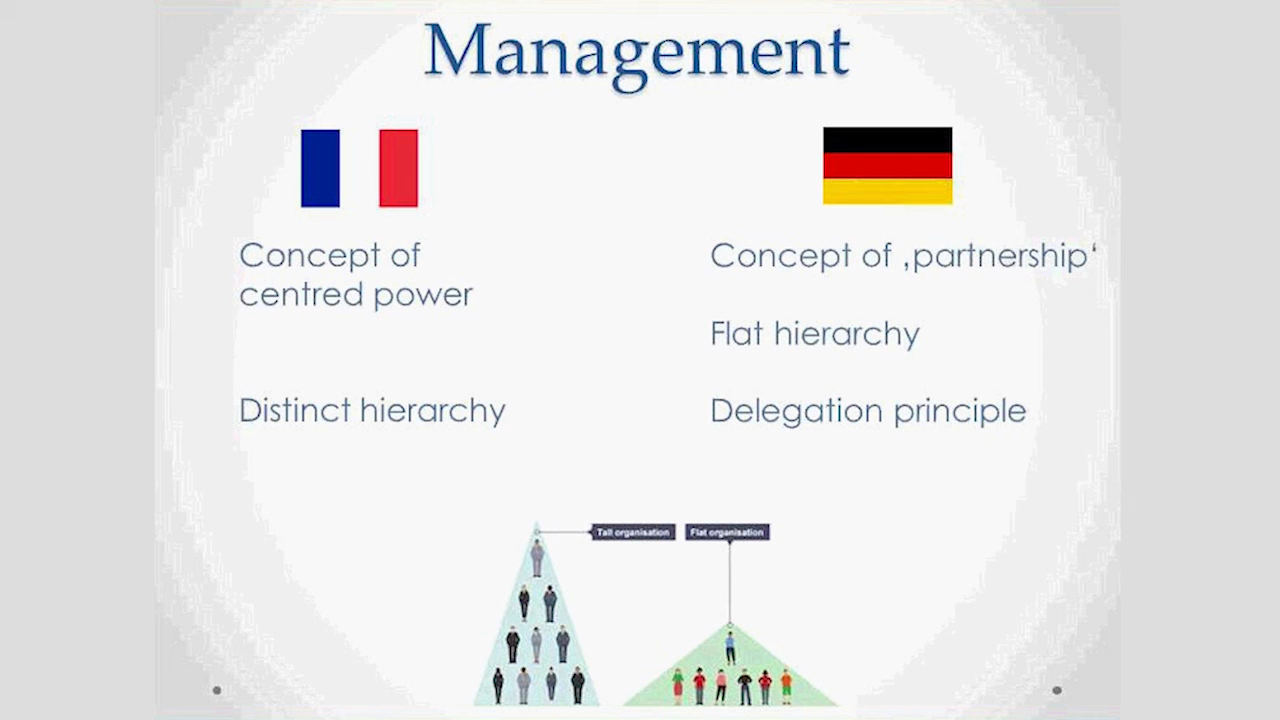 Management
Concept of
centred power
Distinct hierarchy
Concept of ‚partnership‘
Flat hierarchy
Delegation principle
Tall organisation
Flat organisation